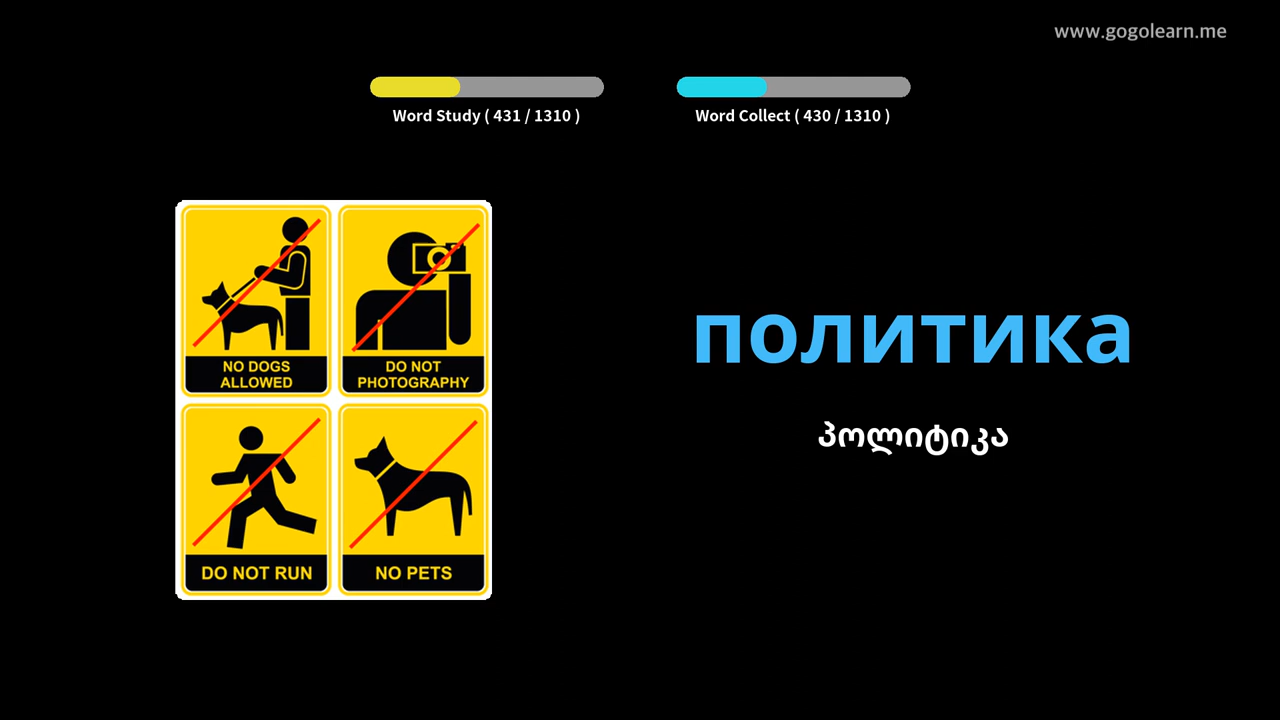 www.gogolearn.me
Word Study ( 431 / 1310 )
Word Collect ( 430 / 1310 )
NO DOGS
ALLOWED
DO NOT
PHOTOGRAPHY
DO NOT RUN
NO PETS
политика
პოლიტიკა